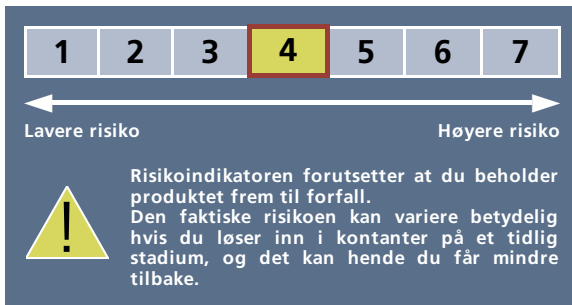 1 2 3 4 5 6 7
Lavere risiko Høyere risiko
Risikoindikatoren forutsetter at du beholder
produktet frem til forfall.
Den faktiske risikoen kan variere betydelig
hvis du løser inn i kontanter på et tidlig
stadium, og det kan hende du får mindre
tilbake.
!